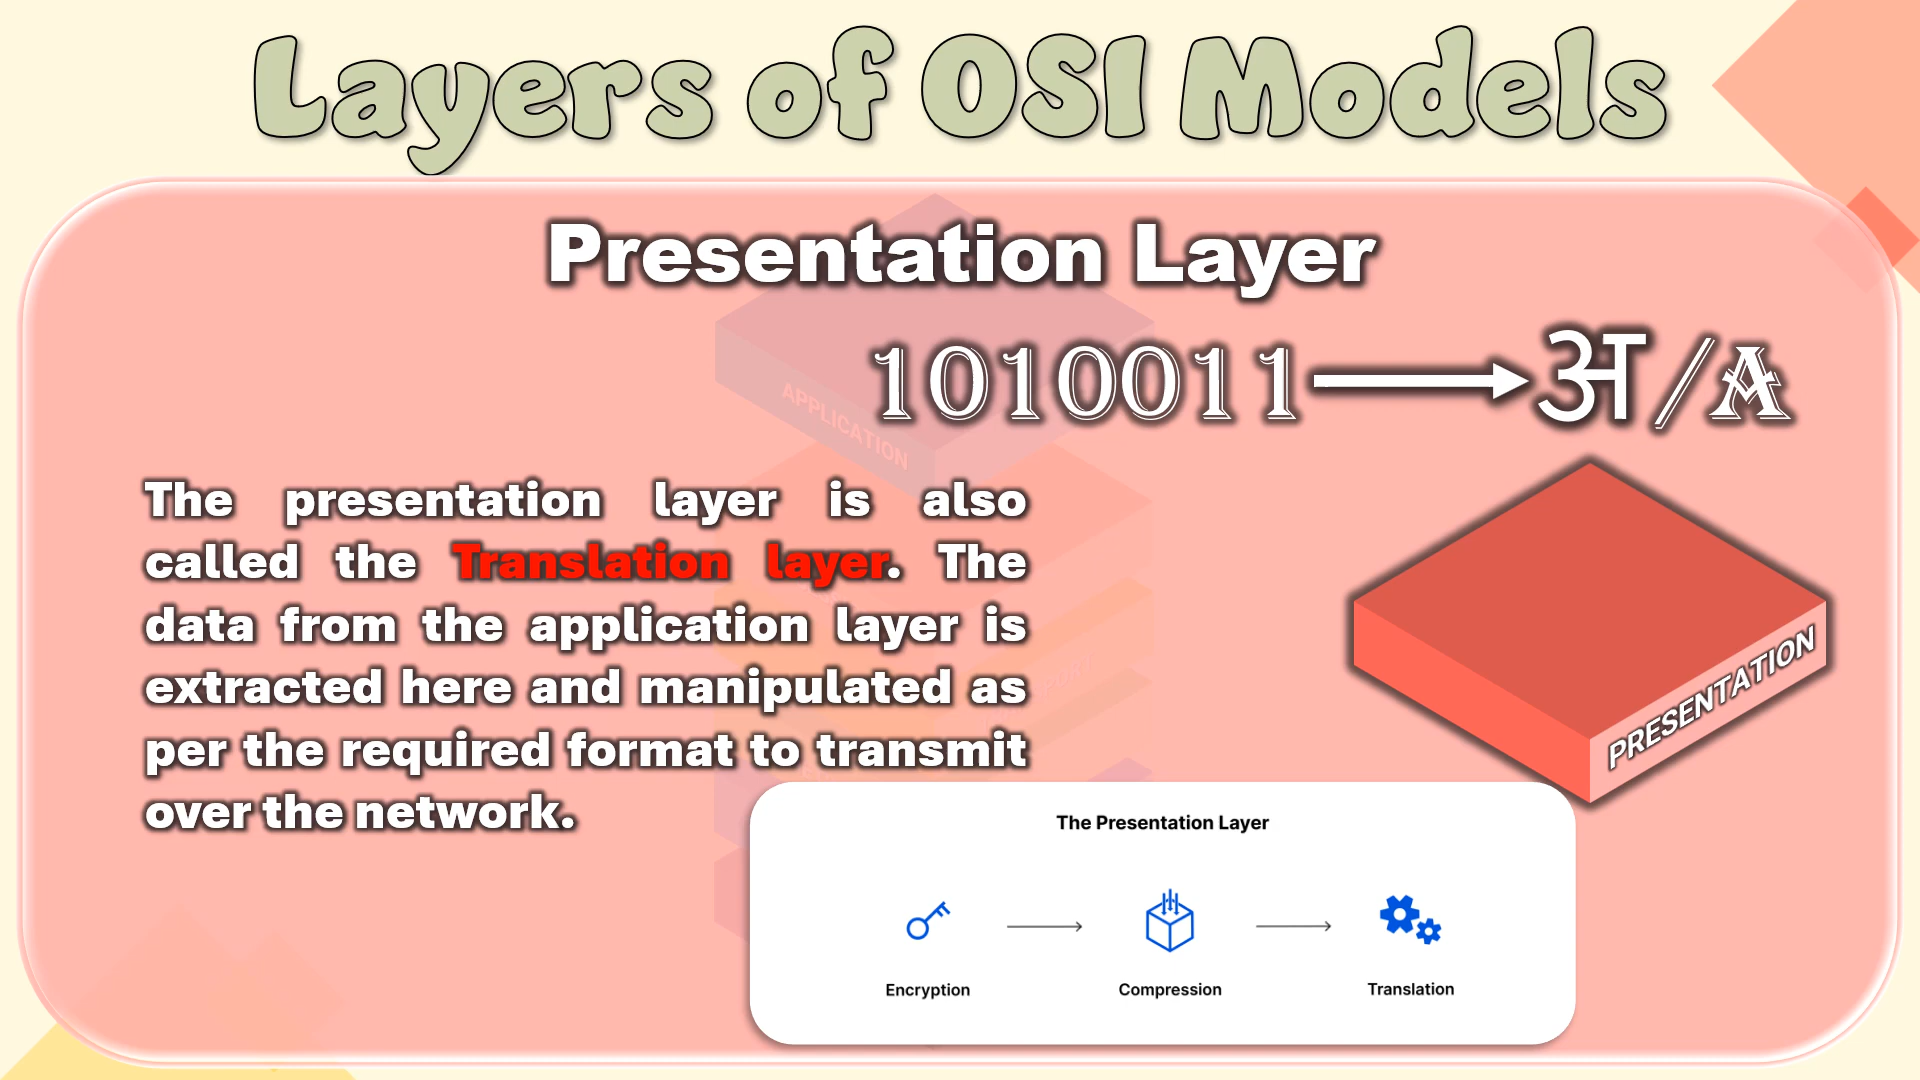 Layers of OSI Models
Presentation Layer
1010011 अ/A
APPLICATION
The presentation layer is also
called the Translation layer. The
data from the application layer is
extracted here and manipulated as
per the required format to transmit
over the network.
PRESENTATION
The Presentation Layer
Encryption
Compression
Translation